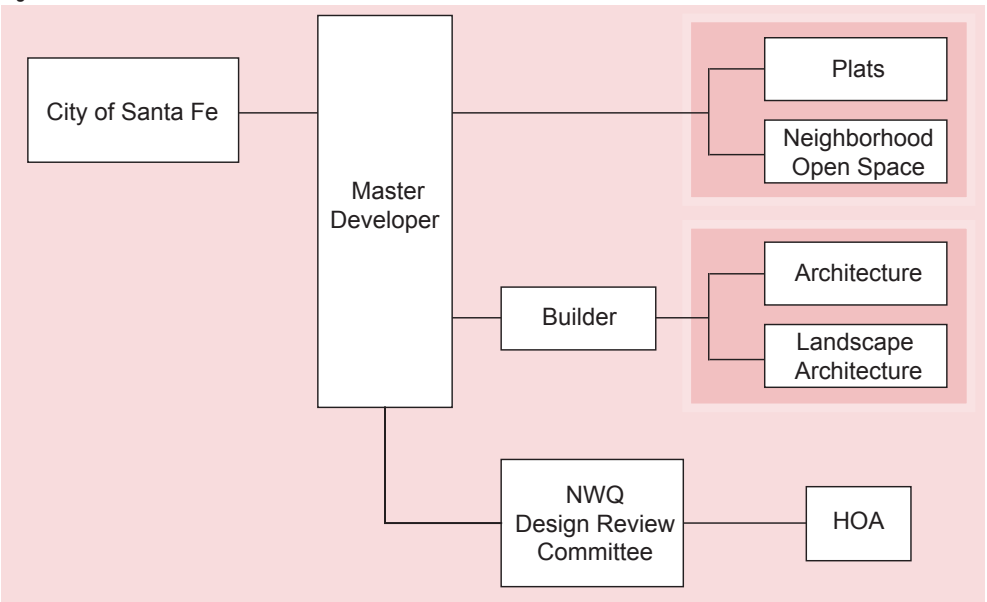 City of Santa Fe
Master
Developer
Plats
Neighborhood
Open Space
Builder
Architecture
Landscape
Architecture
NWQ
Design Review
Committee
HOA